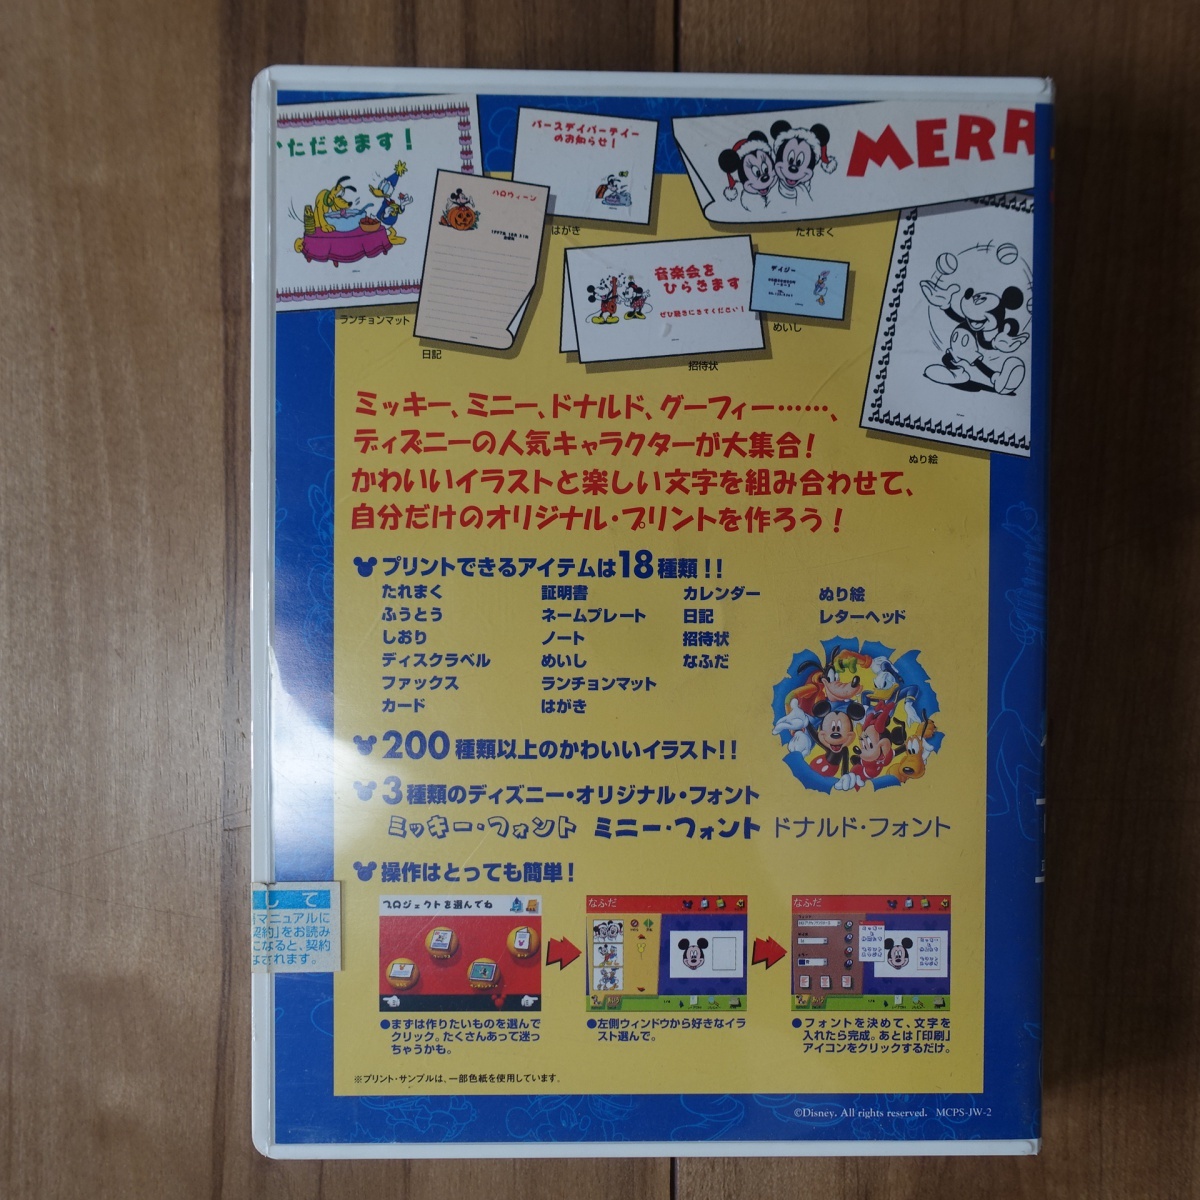 いただきます!
バースデイパーティー
のお知らせ!
MERR
ハロウィーン
はがき
たれまく
音楽会を
ひらきます
ぜひ聴きにきてください!
デイジー
ランチョンマット
めいし
日記
招待状
ぬり絵
ミッキー、ミニー、ドナルド、グーフィー……、
ディズニーの人気キャラクターが大集合!
かわいいイラストと楽しい文字を組み合わせて、
自分だけのオリジナル・プリントを作ろう!
プリントできるアイテムは18種類!!
たれまく 証明書 カレンダー ぬり絵
ふうとう ネームプレート 日記 レターヘッド
しおり ノート 招待状
ディスクラベル めいし なふだ
ファックス ランチョンマット
カード はがき
200種類以上のかわいいイラスト!!
3種類のディズニー・オリジナル・フォント
ミッキー・フォント ミニー・フォント ドナルド・フォント
操作はとっても簡単!
プロジェクトを選んでね
なふだ
なふだ
●まずは作りたいものを選んで
クリック。たくさんあって迷っ
ちゃうかも。
●左側ウィンドウから好きなイラ
スト選んで。
●フォントを決めて、文字を
入れたら完成。あとは「印刷」
アイコンをクリックするだけ。
して
マニュアルに
契約」をお読み
になると、契約
なされます。
※プリント・サンプルは、一部色紙を使用しています。
©Disney. All rights reserved. MCPS-JW-2